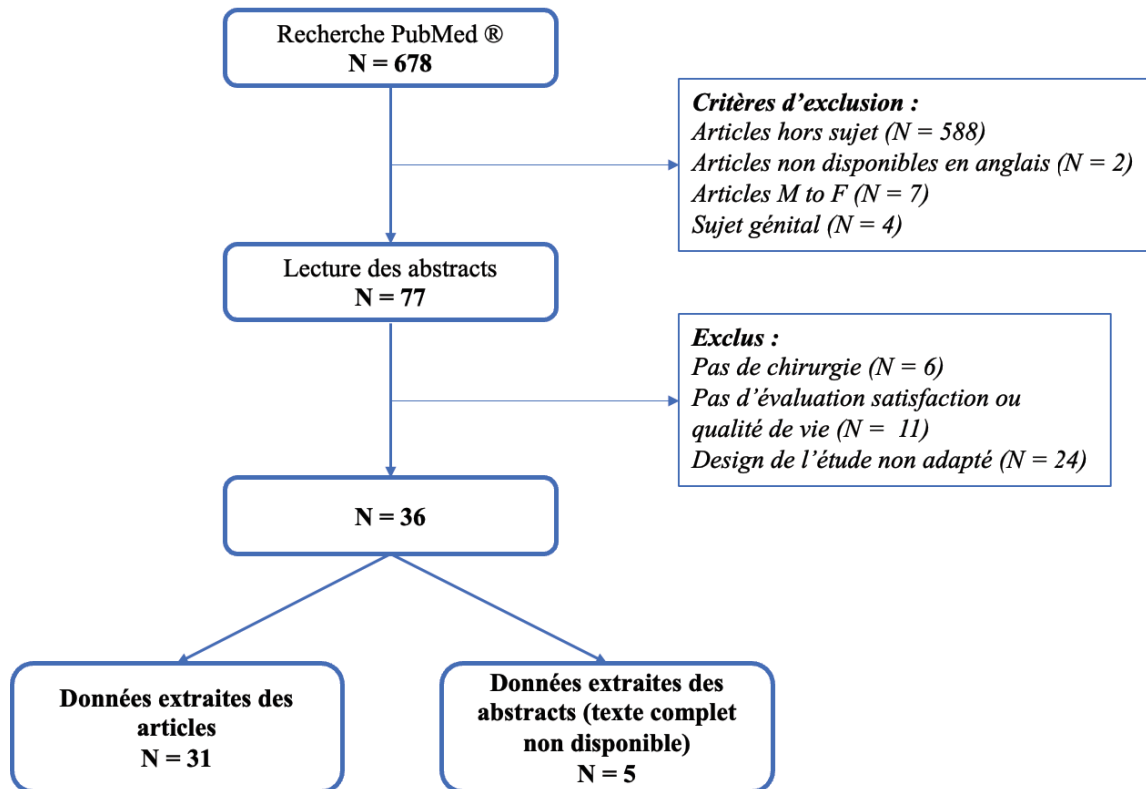 Recherche PubMed ®
N = 678
Critères d’exclusion :
Articles hors sujet (N = 588)
Articles non disponibles en anglais (N = 2)
Articles M to F (N = 7)
Sujet génital (N = 4)
Lecture des abstracts
N = 77
Exclus :
Pas de chirurgie (N = 6)
Pas d’évaluation satisfaction ou
qualité de vie (N = 11)
Design de l’étude non adapté (N = 24)
N = 36
Données extraites des
articles
N = 31
Données extraites des
abstracts (texte complet
non disponible)
N = 5